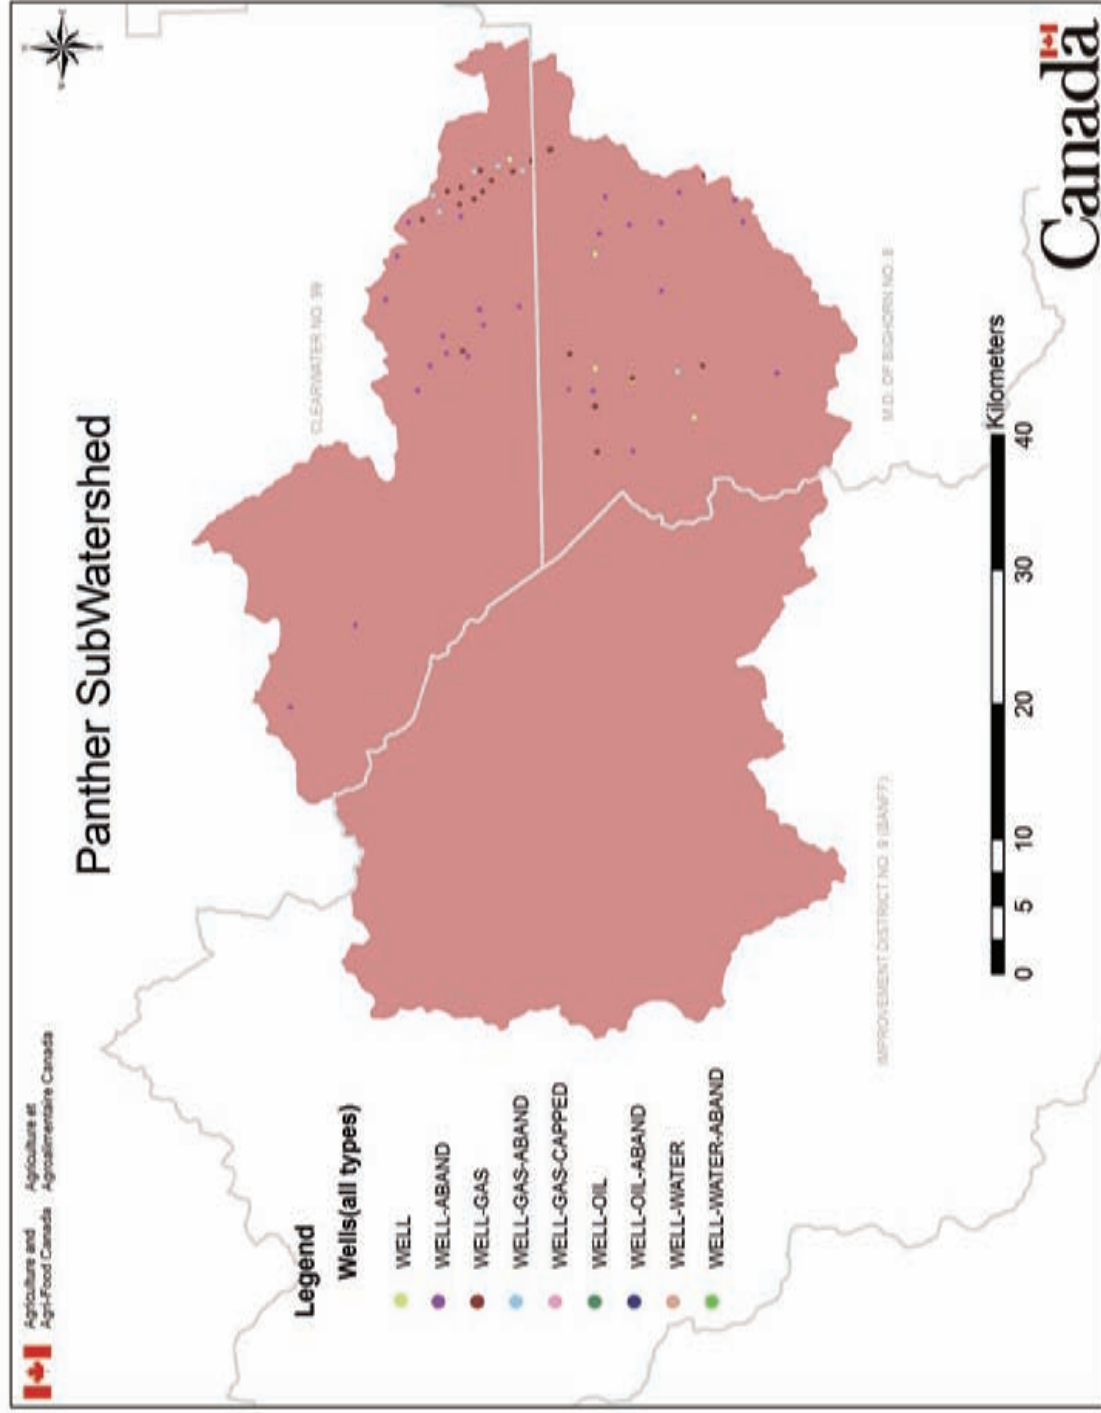 Agriculture and
Agri-Food Canada
Agriculture et
Agroalimentaire Canada
Panther SubWatershed
CLEARWATER NO. 99
M.D. OF BIGHORN NO. 8
IMPROVEMENT DISTRICT NO. 9 (BANFF)
Legend
Wells(all types)
WELL
WELL-ABAND
WELL-GAS
WELL-GAS-ABAND
WELL-GAS-CAPPED
WELL-OIL
WELL-OIL-ABAND
WELL-WATER
WELL-WATER-ABAND
0 5 10 20 30 40
Kilometers
Canada